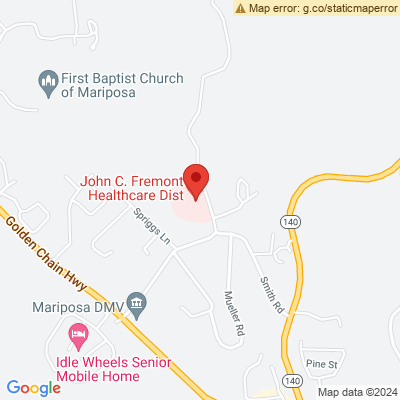 Map error: g.co/staticmaperror
First Baptist Church
of Mariposa
John C. Fremont
Healthcare Dist
140
Golden Chain Hwy
Spriggs Ln
Mueller Rd
Smith Rd
Mariposa DMV
Idle Wheels Senior
Mobile Home
Pine St
140
Google
Map data ©2024